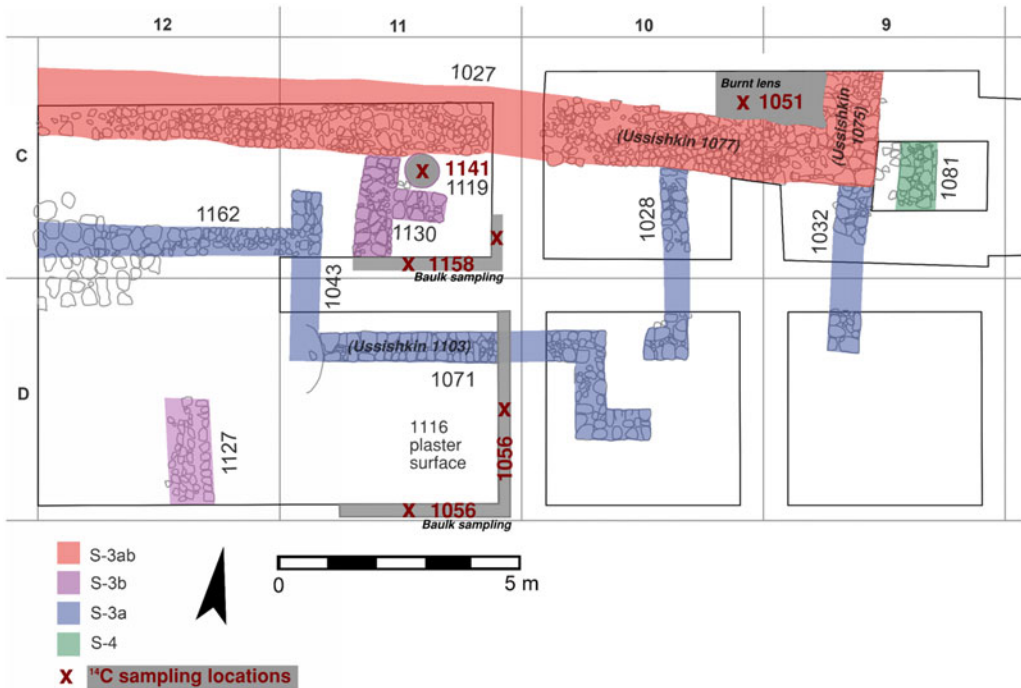 12
11
10
9
C
D
1027
Burnt lens
X 1051
(Ussishkin 1077)
(Ussishkin
1075)
X 1141
1119
1081
1162
1130
1028
1032
X
X 1158
Baulk sampling
1043
(Ussishkin 1103)
1071
1116
plaster
surface
X
1056
1127
X 1056
Baulk sampling
S-3ab
S-3b
S-3a
S-4
X ¹⁴C sampling locations
0 5 m